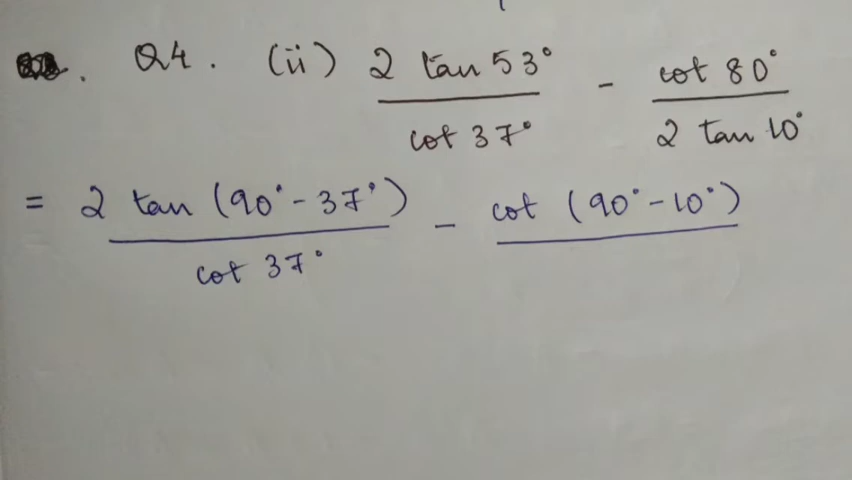 Q4. (ii) 2 tan 53° / cot 37° - cot 80° / 2 tan 10°
= 2 tan (90° - 37°) / cot 37° - cot (90° - 10°)